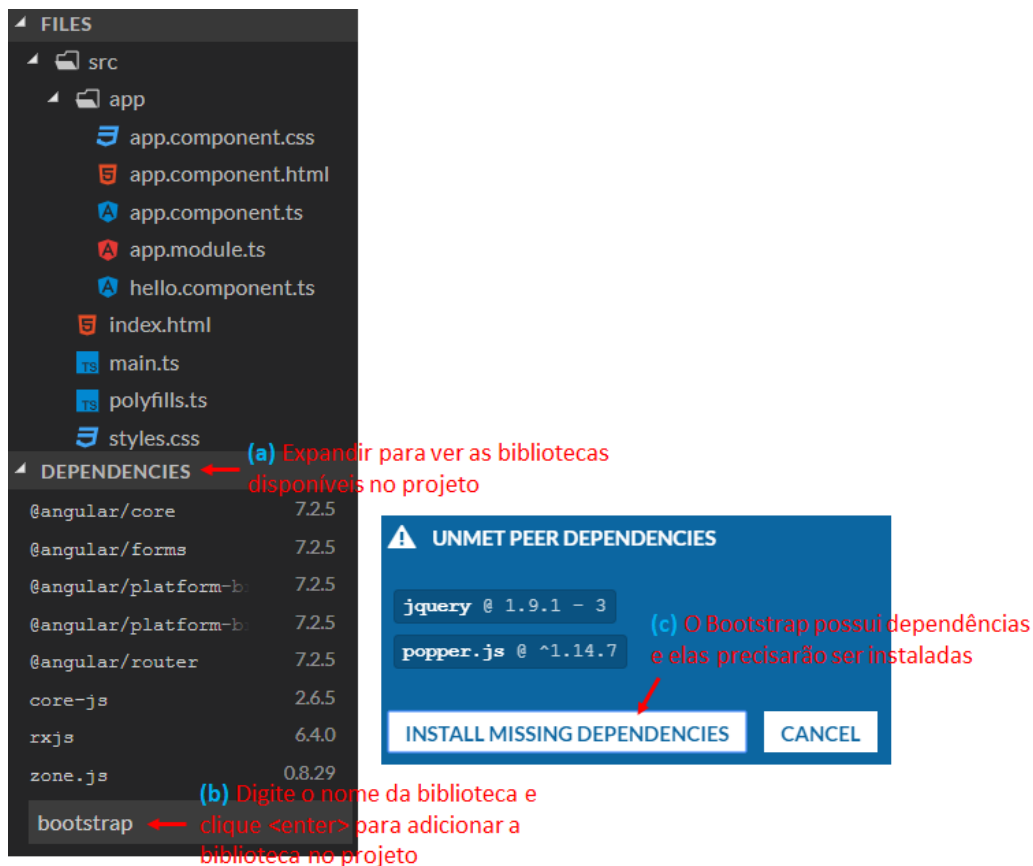 FILES
src
app
app.component.css
app.component.html
app.component.ts
app.module.ts
hello.component.ts
index.html
main.ts
polyfills.ts
styles.css
(a) Expandir para ver as bibliotecas
disponíveis no projeto
DEPENDENCIES
@angular/core 7.2.5
@angular/forms 7.2.5
@angular/platform-b 7.2.5
@angular/platform-b 7.2.5
@angular/router 7.2.5
core-js 2.6.5
rxjs 6.4.0
zone.js 0.8.29
(b) Digite o nome da biblioteca e
clique <enter> para adicionar a
biblioteca no projeto
bootstrap
UNMET PEER DEPENDENCIES
jquery @ 1.9.1 - 3
popper.js @ ^1.14.7
(c) O Bootstrap possui dependências
e elas precisarão ser instaladas
INSTALL MISSING DEPENDENCIES
CANCEL